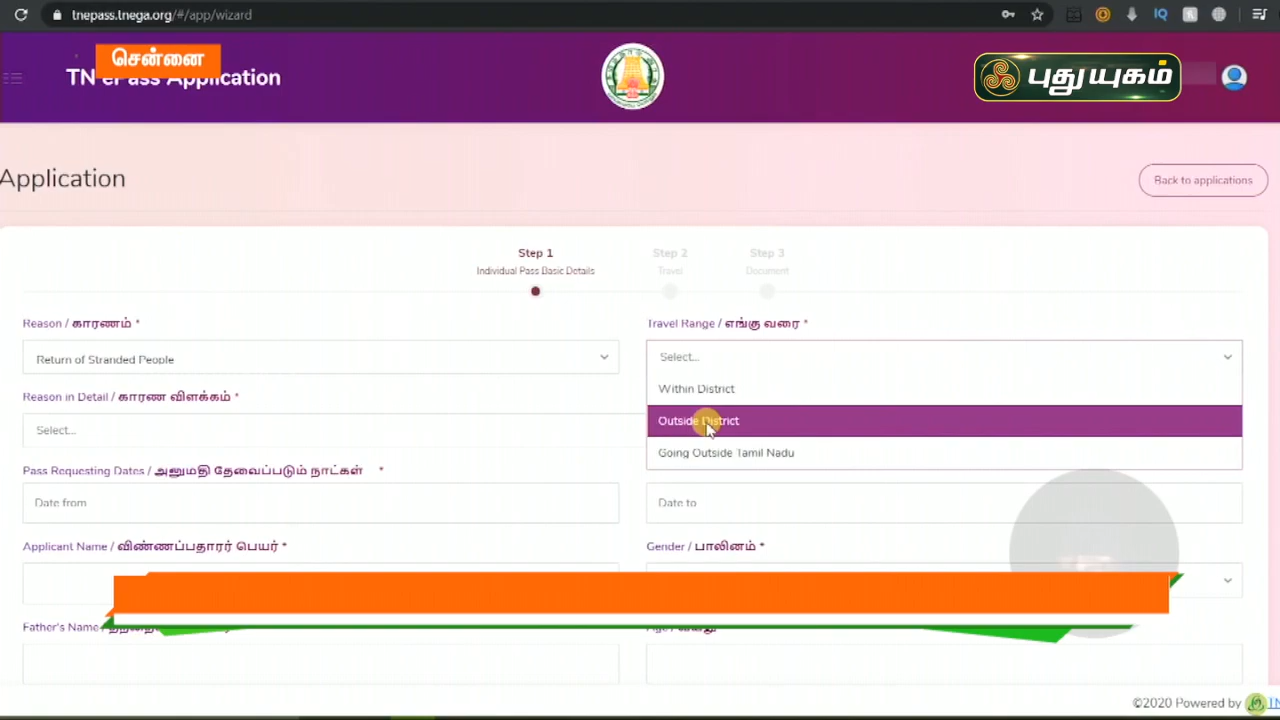 tnepass.tnega.org/#/app/wizard
சென்னை
TN ePass Application
புதுயுகம்
Application
Back to applications
Step 1
Individual Pass Basic Details
Step 2
Travel
Step 3
Document
Reason / காரணம் *
Travel Range / எங்கு வரை *
Return of Stranded People
Select...
Within District
Reason in Detail / காரண விளக்கம் *
Outside District
Select...
Going Outside Tamil Nadu
Pass Requesting Dates / அனுமதி தேவைப்படும் நாட்கள் *
Date from
Date to
Applicant Name / விண்ணப்பதாரர் பெயர் *
Gender / பாலினம் *
Father's Name /
©2020 Powered by